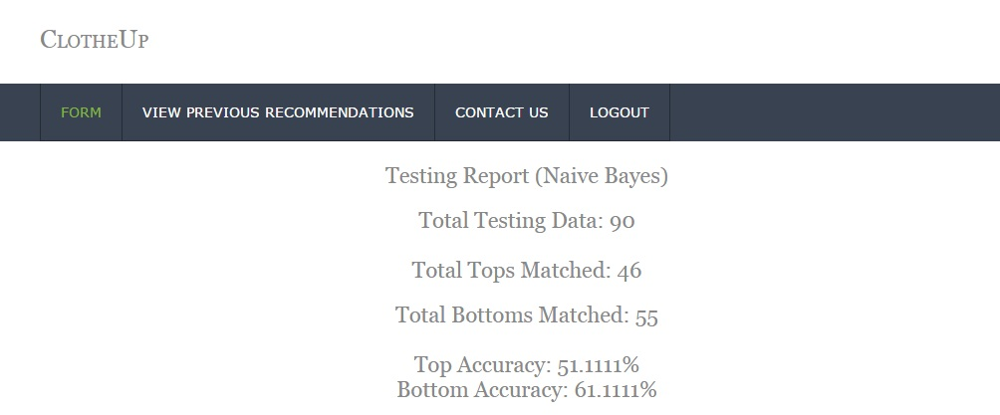 ClotheUp
FORM
VIEW PREVIOUS RECOMMENDATIONS
CONTACT US
LOGOUT
Testing Report (Naive Bayes)
Total Testing Data: 90
Total Tops Matched: 46
Total Bottoms Matched: 55
Top Accuracy: 51.1111%
Bottom Accuracy: 61.1111%